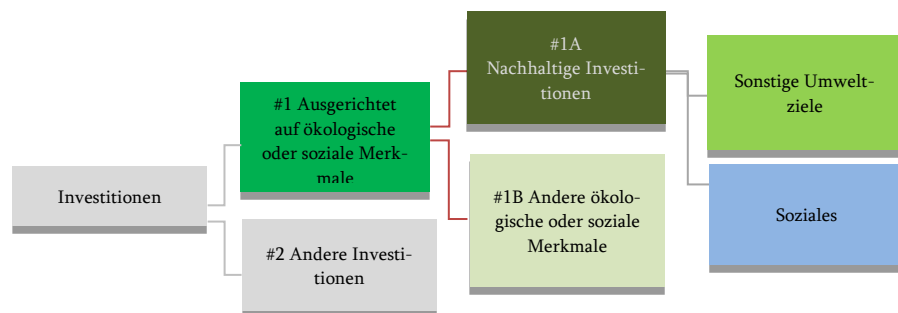 Investitionen
#1 Ausgerichtet
auf ökologische
oder soziale Merk-
male
#2 Andere Investi-
tionen
#1A
Nachhaltige Investi-
tionen
#1B Andere ökolo-
gische oder soziale
Merkmale
Sonstige Umwelt-
ziele
Soziales